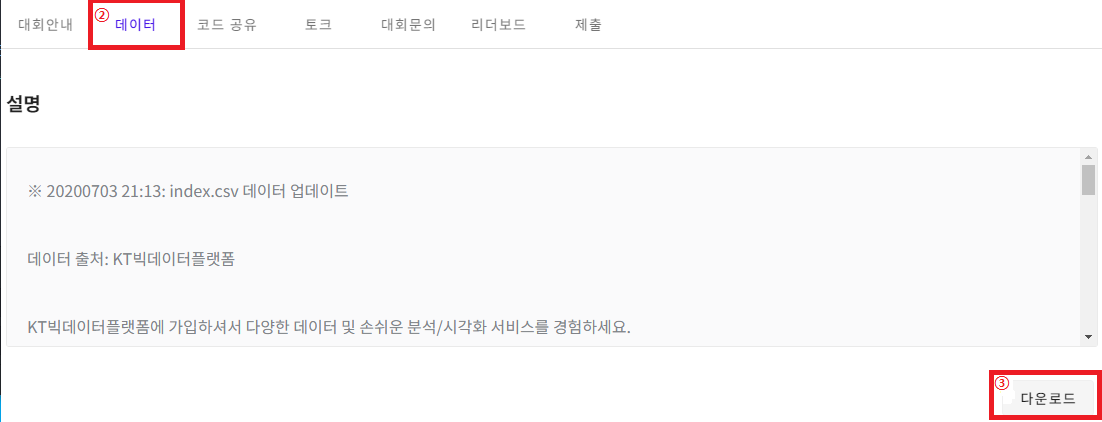 대회안내 ② 데이터 코드 공유 토크 대회문의 리더보드 제출
설명
※ 20200703 21:13: index.csv 데이터 업데이트
데이터 출처: KT빅데이터플랫폼
KT빅데이터플랫폼에 가입하셔서 다양한 데이터 및 손쉬운 분석/시각화 서비스를 경험하세요.
③ 다운로드